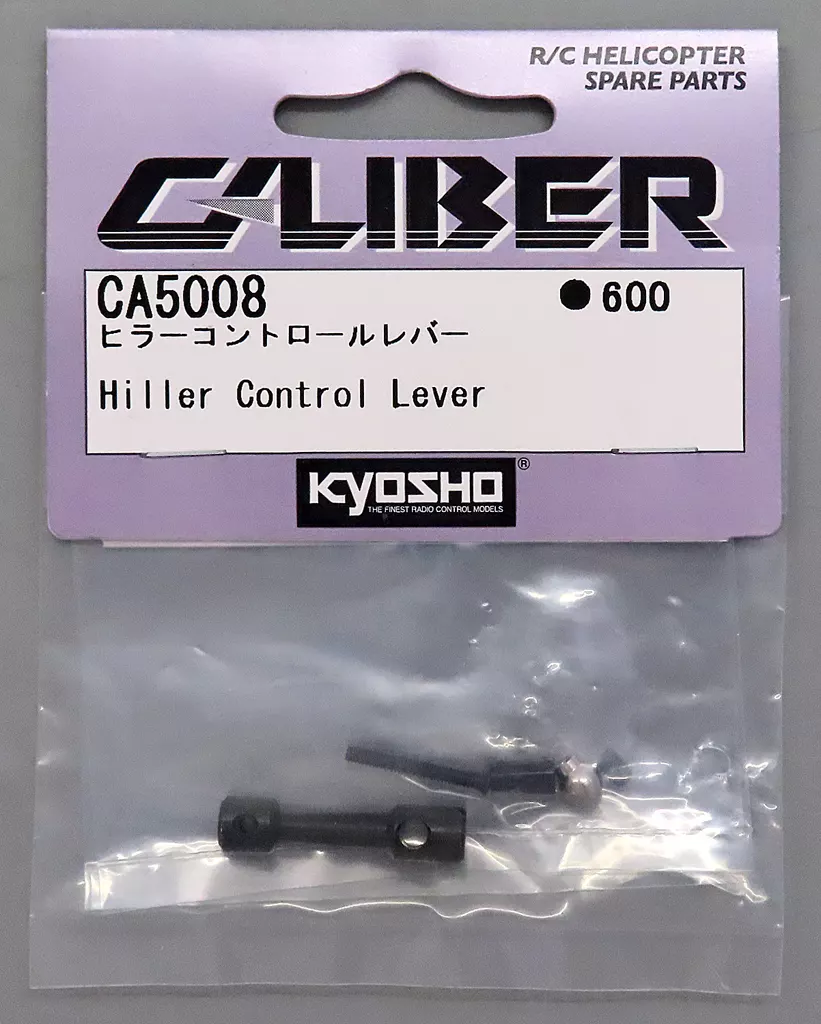 R/C HELICOPTER
SPARE PARTS
CALIBER
CA5008 ● 600
ヒラーコントロールレバー
Hiller Control Lever
KYOSHO ®
THE FINEST RADIO CONTROL MODELS